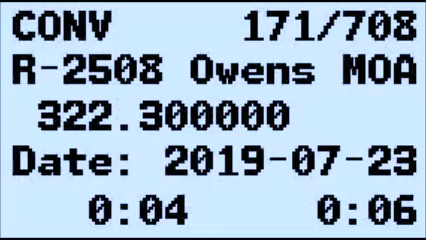 CONV 171/708
R-2508 Owens MOA
322.300000
Date: 2019-07-23
0:04 0:06